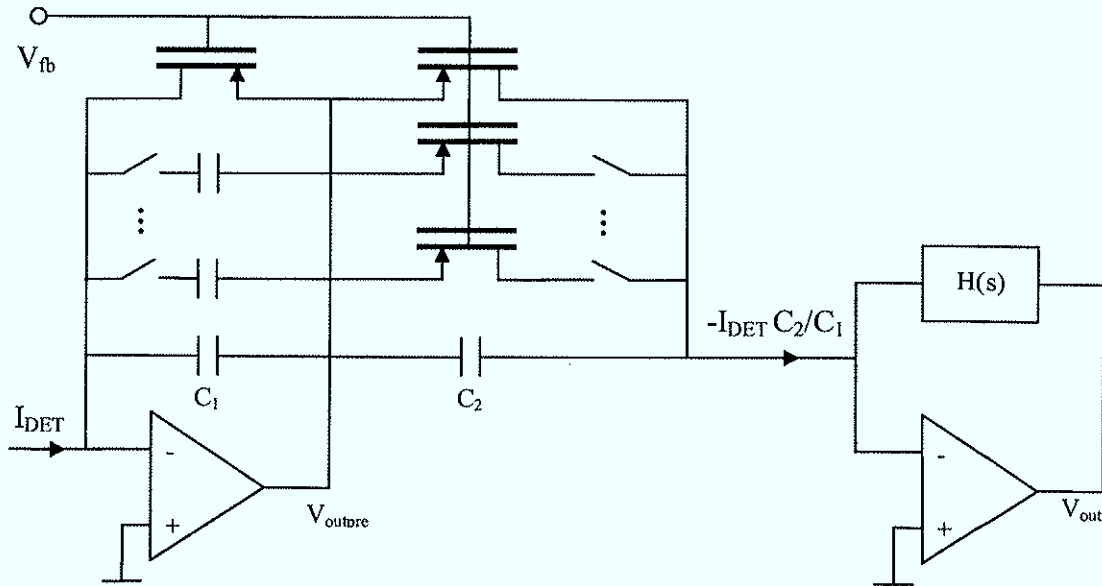 V_fb
H(s)
-I_DET C_2/C_1
C_1
C_2
I_DET
-
+
V_outpre
-
+
V_out